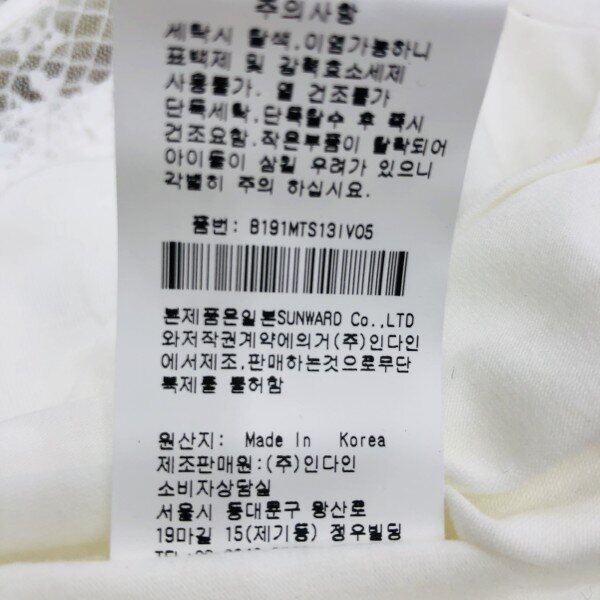 주의사항
세탁시 탈색,이염가능하니
표백제 및 강력효소세제
사용불가. 열 건조불가
단독세탁,단독탈수 후 즉시
건조요함.작은부품이 탈락되어
아이들이 삼킬 우려가 있으니
각별히 주의 하십시요.
품번: B191MTS13IV05
본제품은일본SUNWARD Co.,LTD
와저작권계약에의거(주)인다인
에서제조,판매하는것으로무단
복제를 불허함
원산지: Made In Korea
제조판매원:(주)인다인
소비자상담실
서울시 동대문구 왕산로
19마길 15(제기동) 정우빌딩